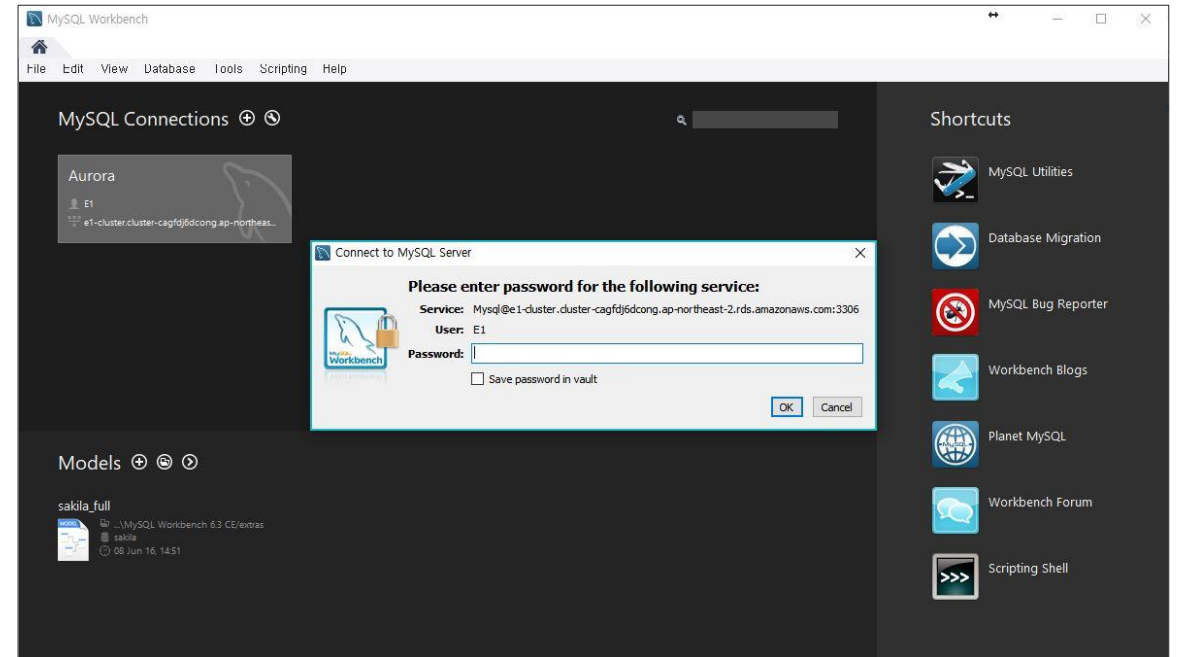 MySQL Workbench
File Edit View Database Tools Scripting Help
MySQL Connections
Shortcuts
Aurora
E1
e1-cluster.cluster-cagfdj6dcong.ap-northeas...
MySQL Utilities
Database Migration
MySQL Bug Reporter
Workbench Blogs
Planet MySQL
Workbench Forum
Scripting Shell
Connect to MySQL Server
Please enter password for the following service:
Service: Mysql@e1-cluster.cluster-cagfdj6dcong.ap-northeast-2.rds.amazonaws.com:3306
User: E1
Password:
Save password in vault
OK Cancel
MySQL
Workbench
Models
sakila_full
MODEL
...\MySQL Workbench 6.3 CE/extras
sakila
08 Jun 16, 14:51
MySQL
>_
>>>